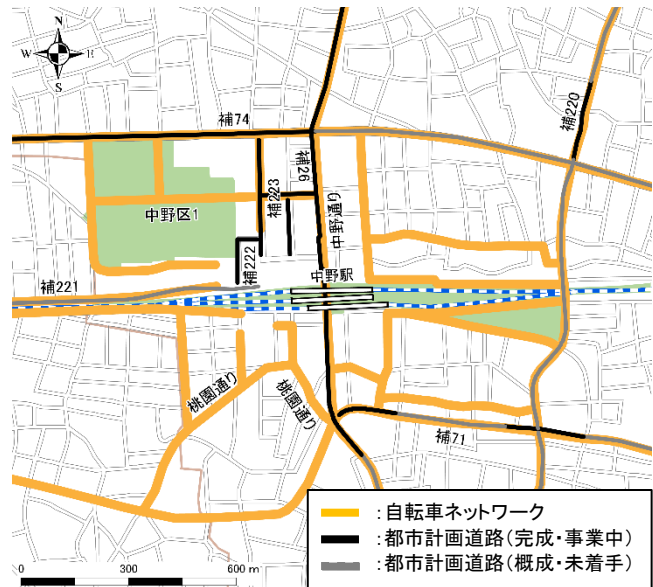 N
W
E
S
補74
補220
補26
補223
中野通り
中野区1
補222
中野駅
補221
桃園通り
桃園通り
補71
0
300
600 m
:自転車ネットワーク
:都市計画道路(完成・事業中)
:都市計画道路(概成・未着手)